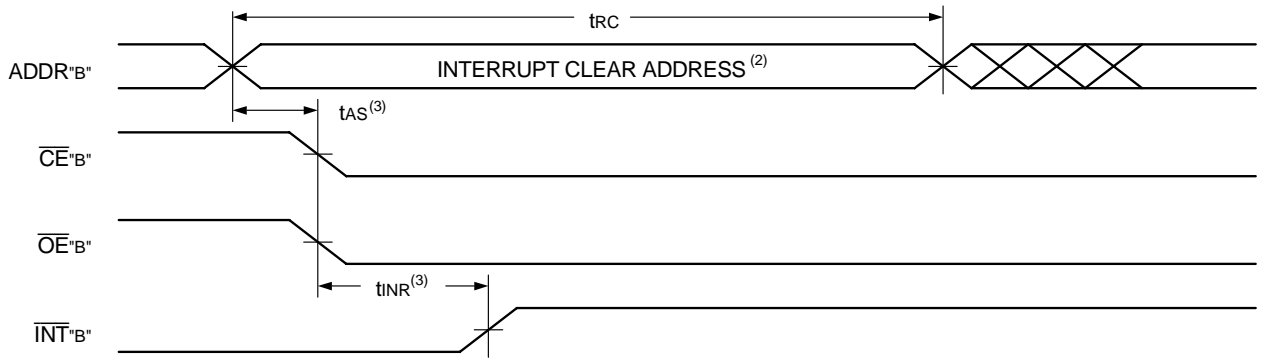 tRC
ADDR"B"
INTERRUPT CLEAR ADDRESS (2)
tAS(3)
CE"B"
OE"B"
tINR(3)
INT"B"